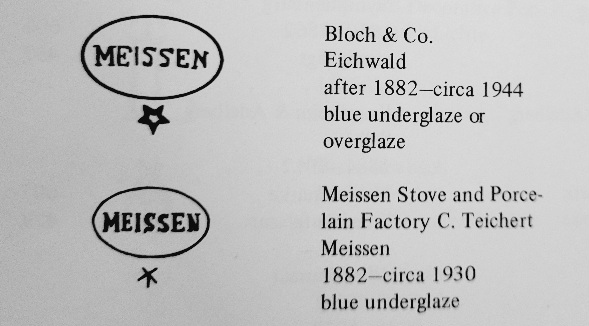 MEISSEN
Bloch & Co.
Eichwald
after 1882–circa 1944
blue underglaze or
overglaze
MEISSEN
Meissen Stove and Porce-
lain Factory C. Teichert
Meissen
1882–circa 1930
blue underglaze